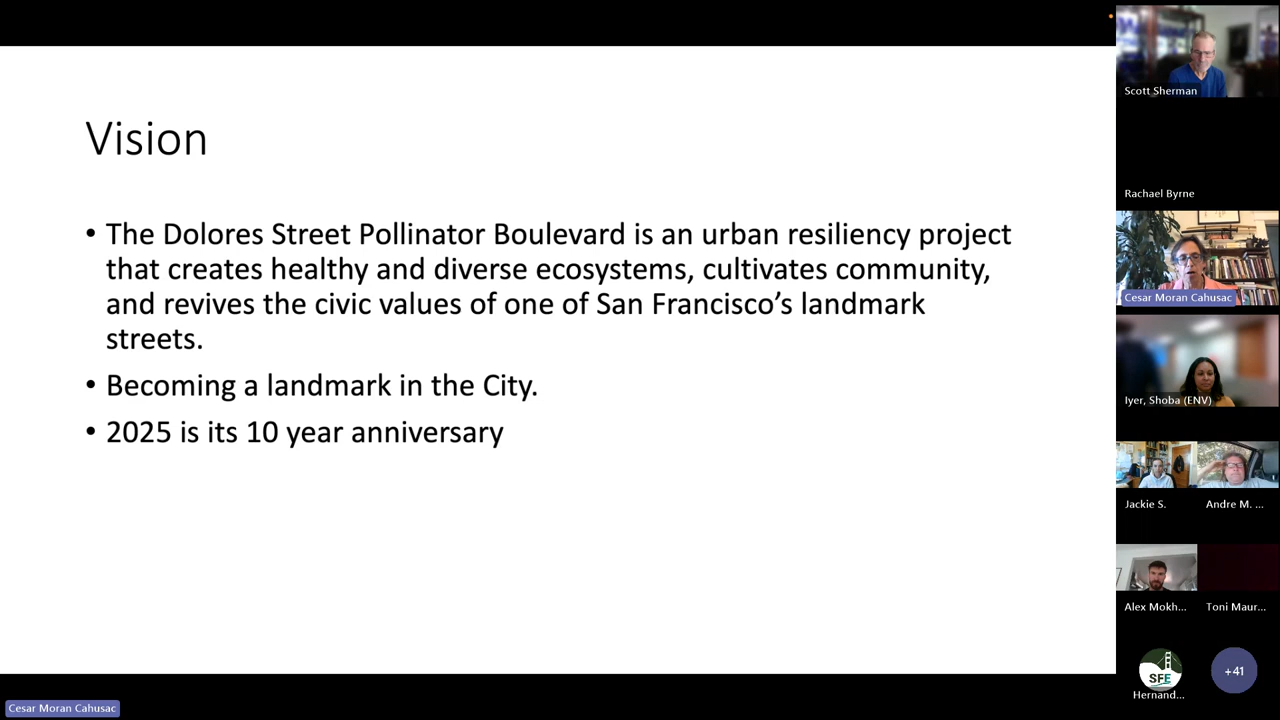 Vision
• The Dolores Street Pollinator Boulevard is an urban resiliency project
that creates healthy and diverse ecosystems, cultivates community,
and revives the civic values of one of San Francisco’s landmark
streets.
• Becoming a landmark in the City.
• 2025 is its 10 year anniversary
Scott Sherman
Rachael Byrne
Cesar Moran Cahusac
Iyer, Shoba (ENV)
Jackie S.
Andre M. ...
Alex Mokh...
Toni Maur...
SFE
Hernand...
+41
Cesar Moran Cahusac